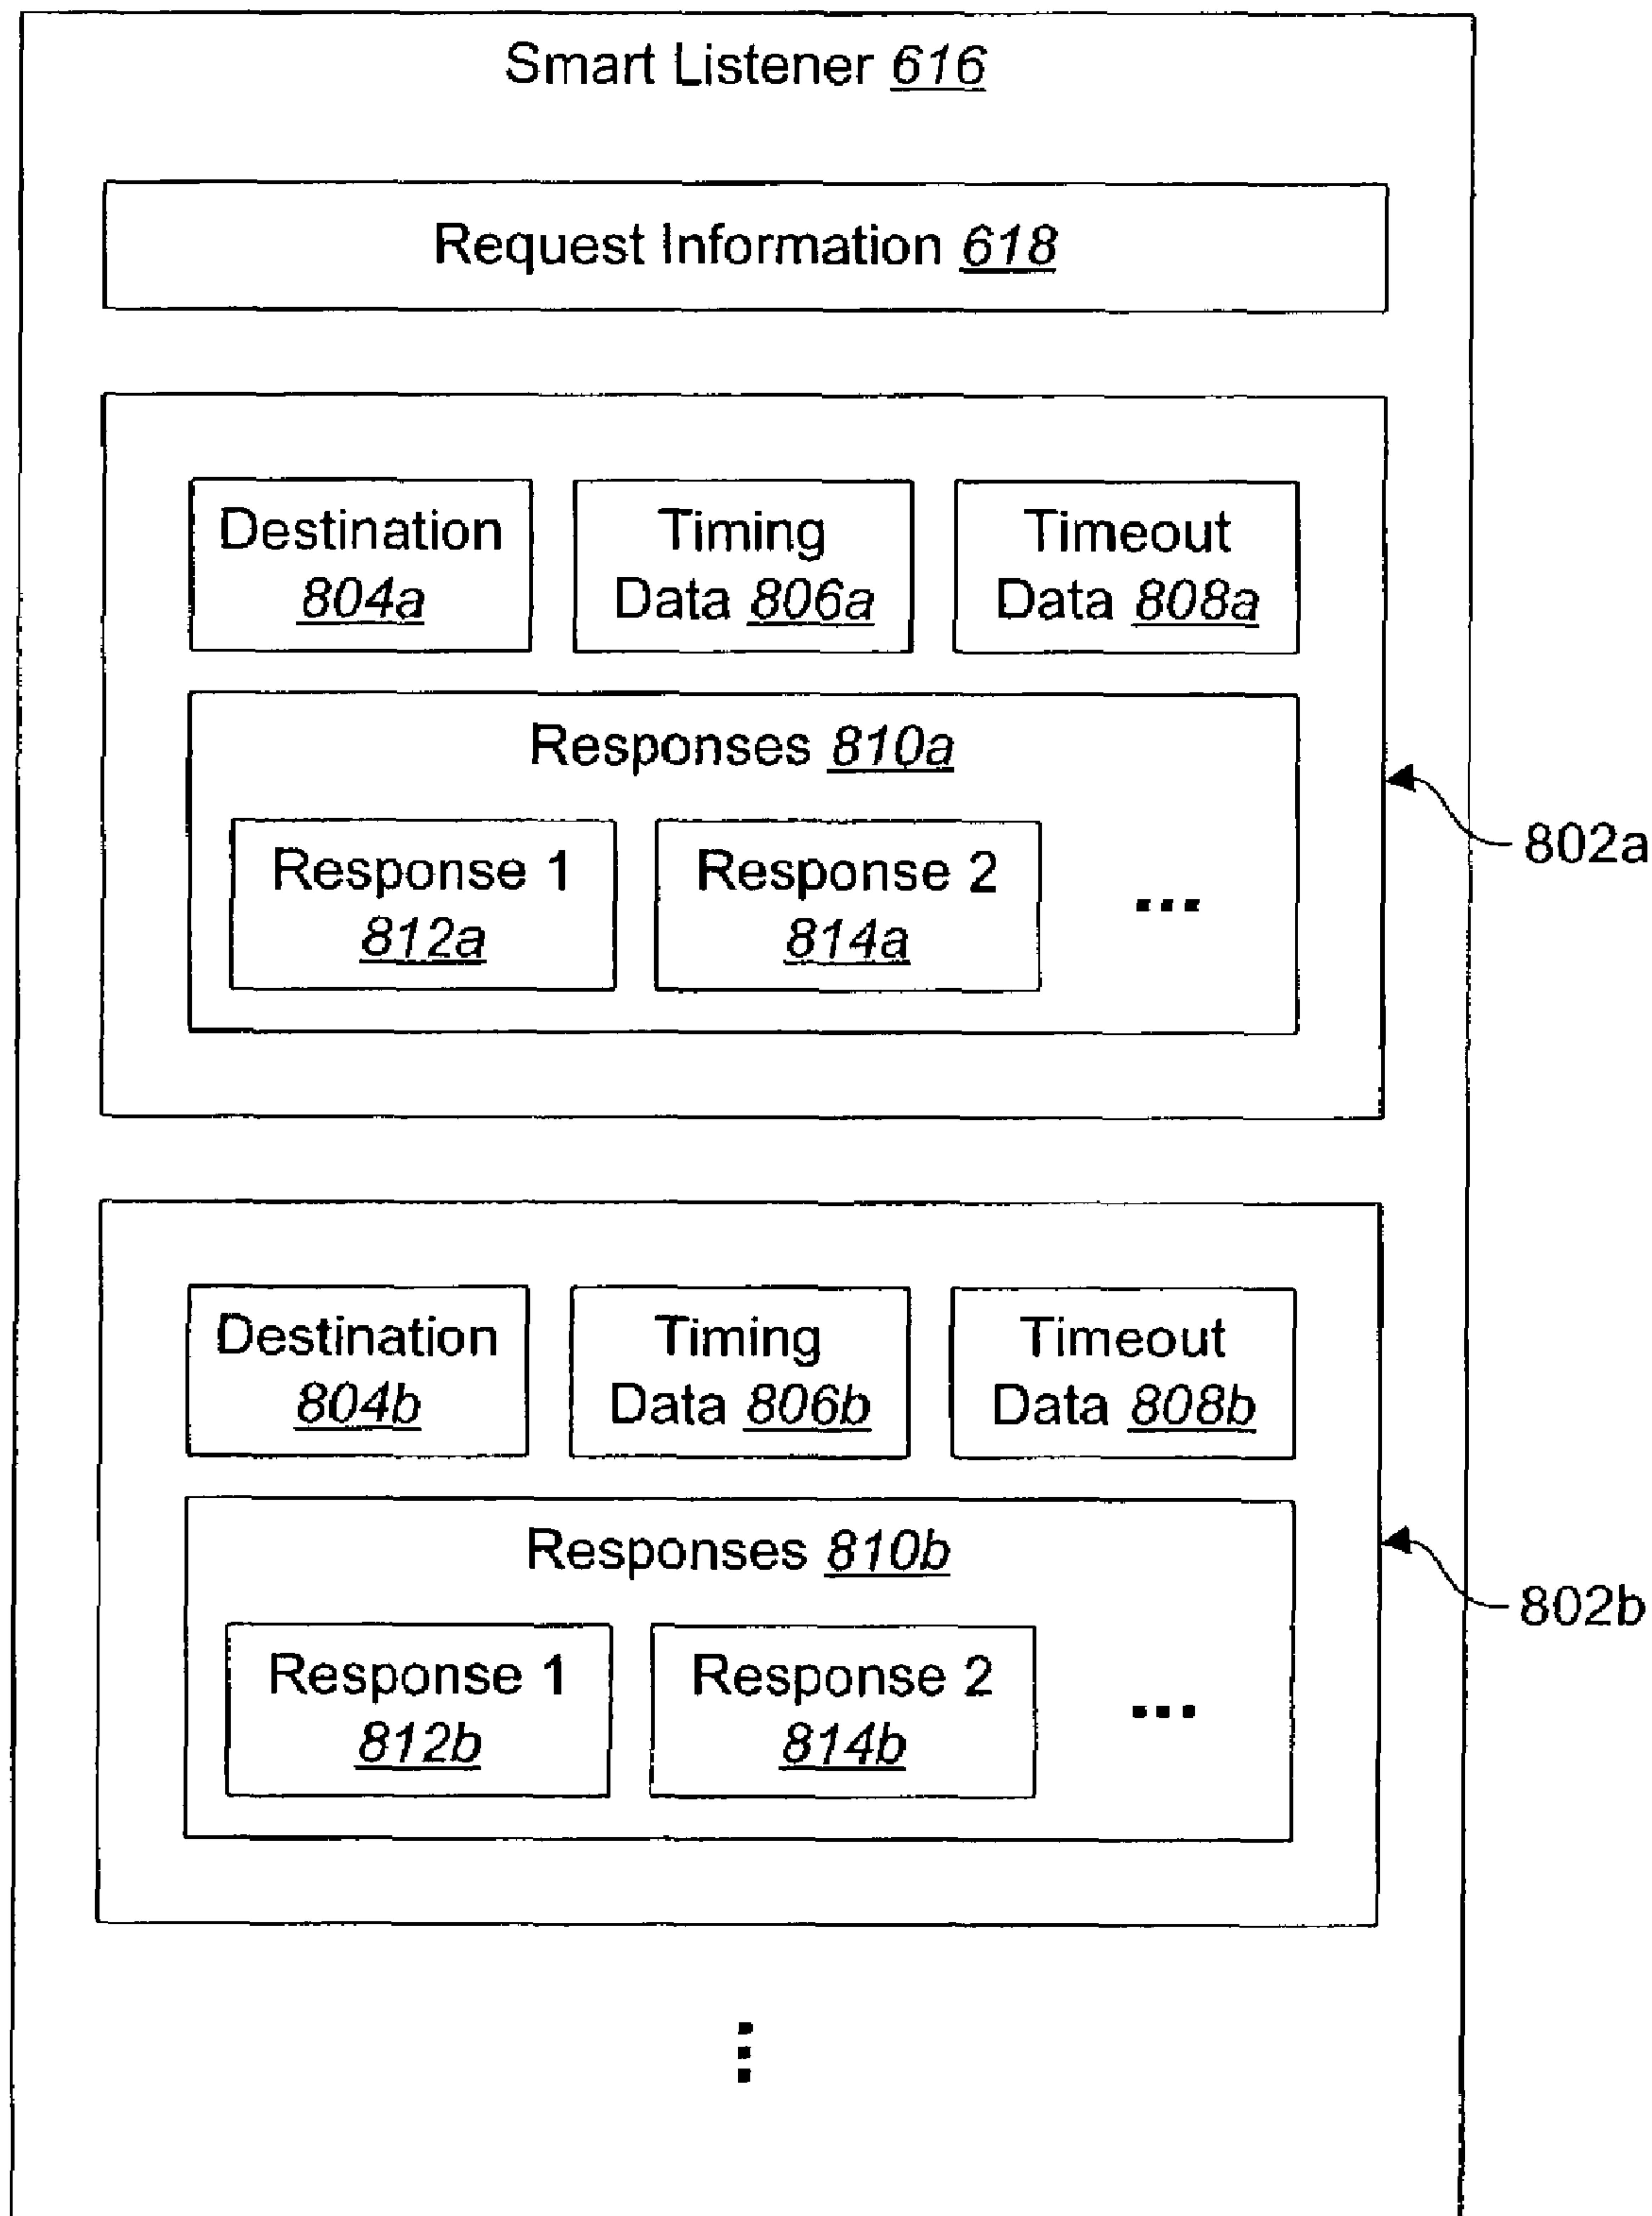 Smart Listener 616
Request Information 618
Destination
804a
Timing
Data 806a
Timeout
Data 808a
Responses 810a
Response 1
812a
Response 2
814a
...
802a
Destination
804b
Timing
Data 806b
Timeout
Data 808b
Responses 810b
Response 1
812b
Response 2
814b
...
802b
...